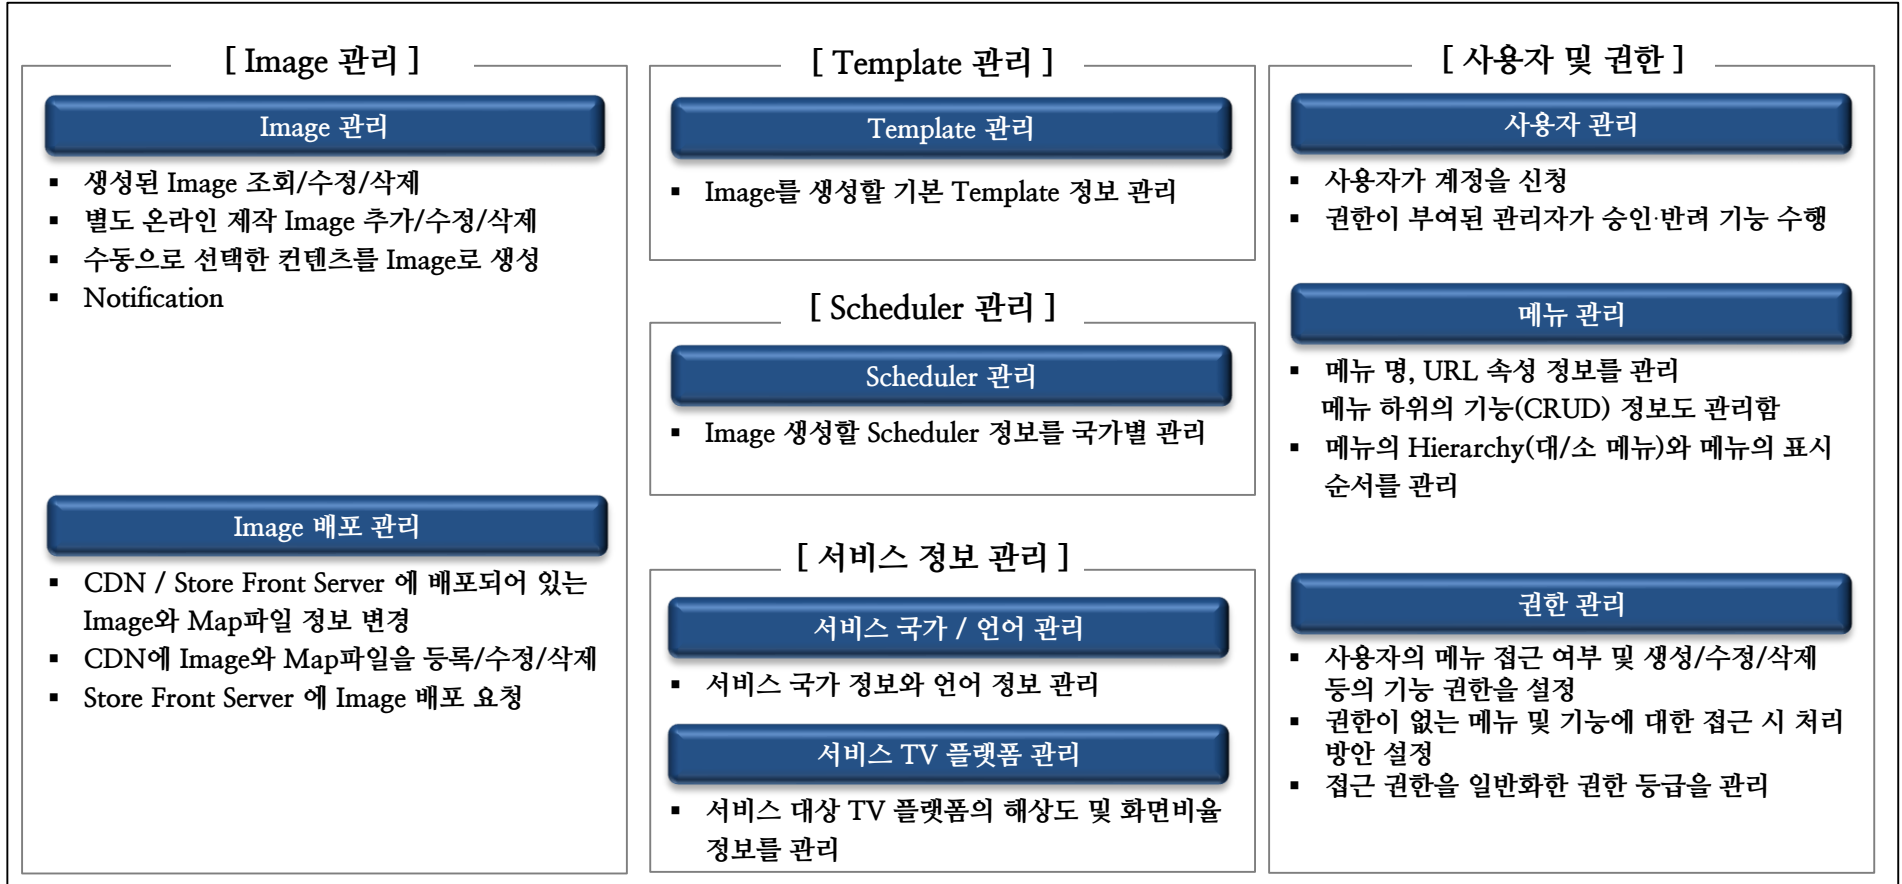 [ Image 관리 ]
Image 관리
▪ 생성된 Image 조회/수정/삭제
▪ 별도 온라인 제작 Image 추가/수정/삭제
▪ 수동으로 선택한 컨텐츠를 Image로 생성
▪ Notification
Image 배포 관리
▪ CDN / Store Front Server 에 배포되어 있는
Image와 Map파일 정보 변경
▪ CDN에 Image와 Map파일을 등록/수정/삭제
▪ Store Front Server 에 Image 배포 요청
[ Template 관리 ]
Template 관리
▪ Image를 생성할 기본 Template 정보 관리
[ Scheduler 관리 ]
Scheduler 관리
▪ Image 생성할 Scheduler 정보를 국가별 관리
[ 서비스 정보 관리 ]
서비스 국가 / 언어 관리
▪ 서비스 국가 정보와 언어 정보 관리
서비스 TV 플랫폼 관리
▪ 서비스 대상 TV 플랫폼의 해상도 및 화면비율
정보를 관리
[ 사용자 및 권한 ]
사용자 관리
▪ 사용자가 계정을 신청
▪ 권한이 부여된 관리자가 승인·반려 기능 수행
메뉴 관리
▪ 메뉴 명, URL 속성 정보를 관리
메뉴 하위의 기능(CRUD) 정보도 관리함
▪ 메뉴의 Hierarchy(대/소 메뉴)와 메뉴의 표시
순서를 관리
권한 관리
▪ 사용자의 메뉴 접근 여부 및 생성/수정/삭제
등의 기능 권한을 설정
▪ 권한이 없는 메뉴 및 기능에 대한 접근 시 처리
방안 설정
▪ 접근 권한을 일반화한 권한 등급을 관리